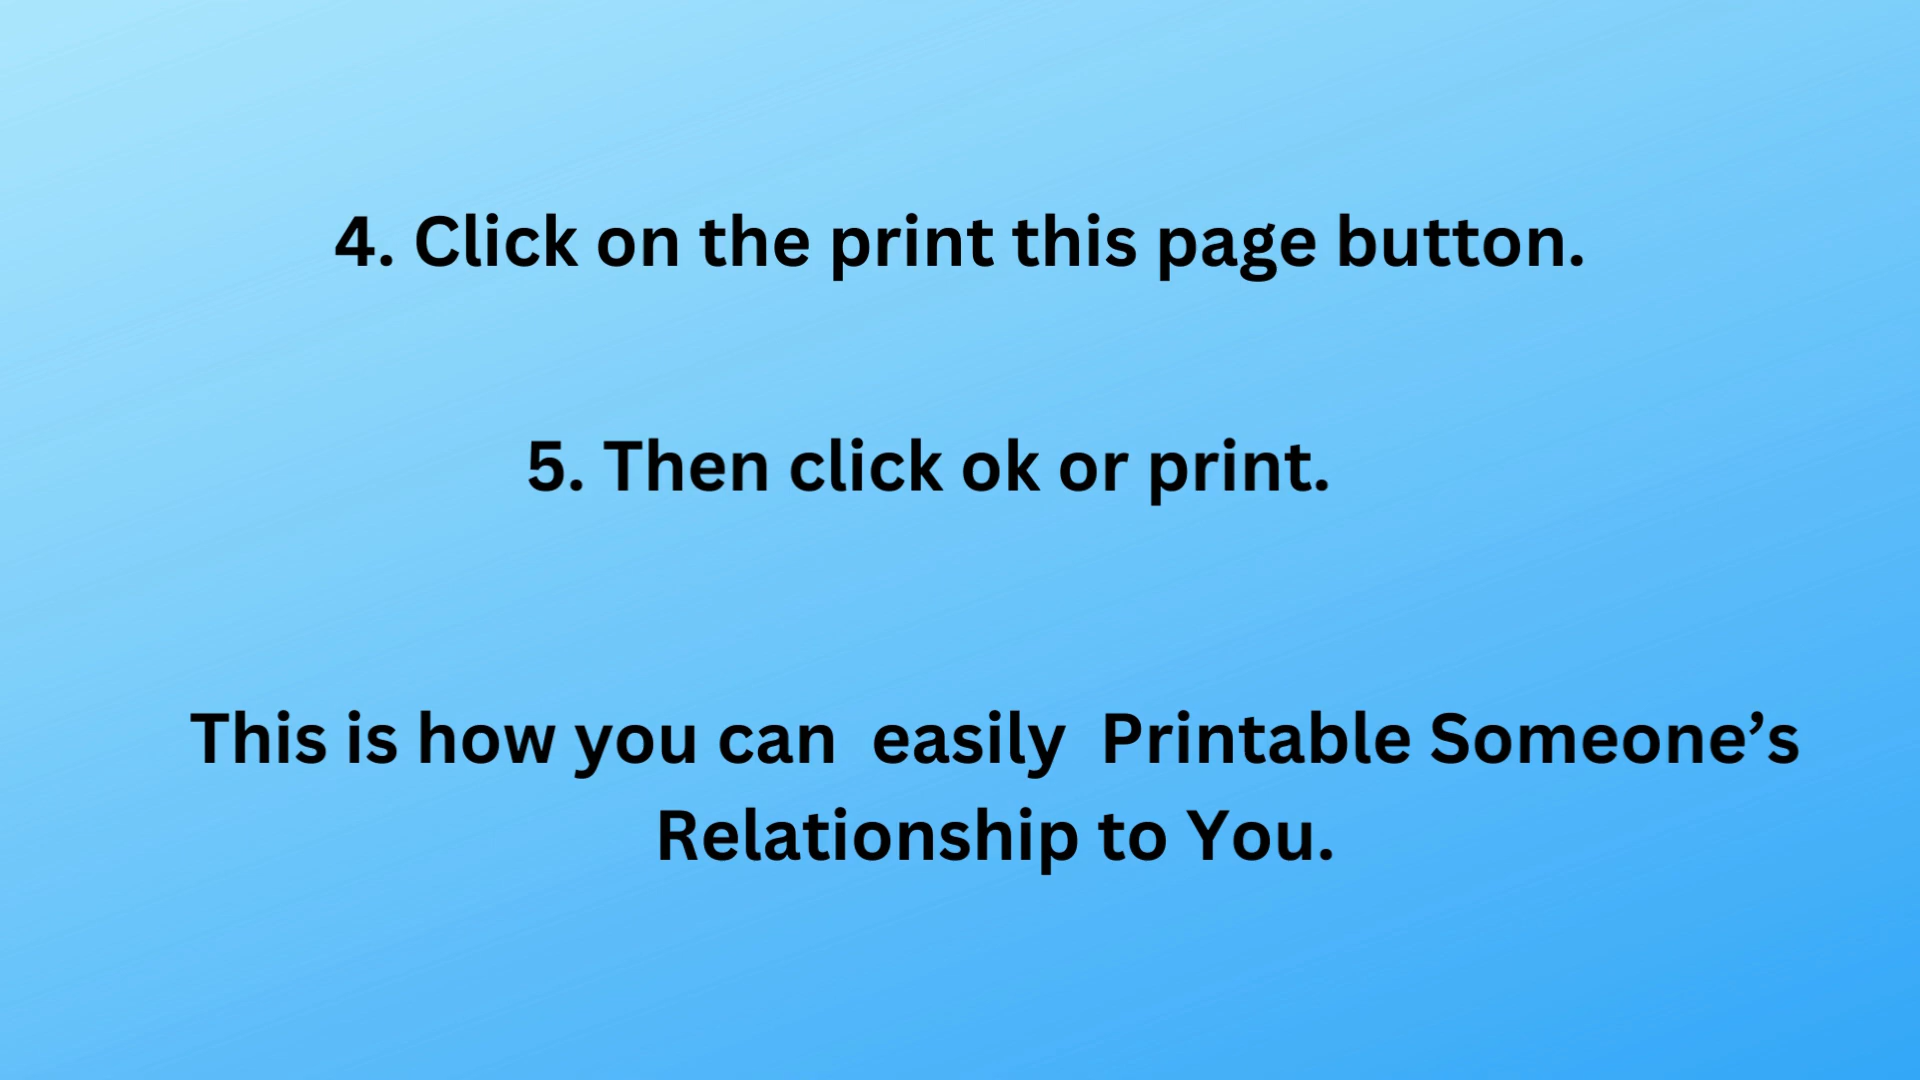 4. Click on the print this page button.
5. Then click ok or print.
This is how you can  easily  Printable Someone’s
Relationship to You.